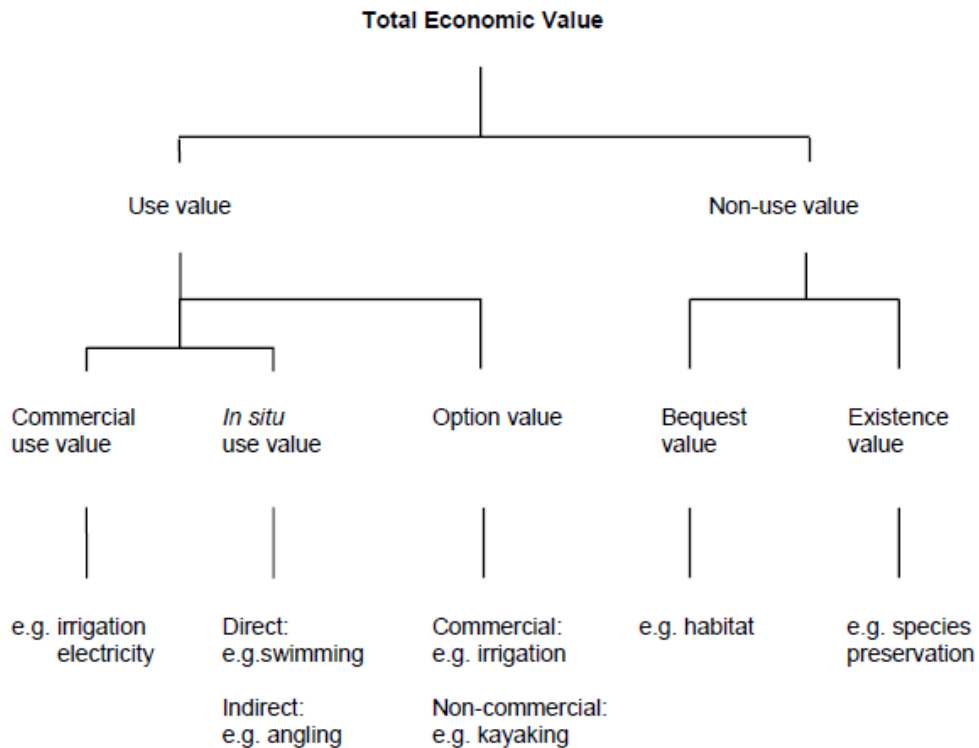 Total Economic Value
Use value
Non-use value
Commercial
use value
In situ
use value
Option value
Bequest
value
Existence
value
e.g. irrigation
electricity
Direct:
e.g.swimming
Indirect:
e.g. angling
Commercial:
e.g. irrigation
Non-commercial:
e.g. kayaking
e.g. habitat
e.g. species
preservation